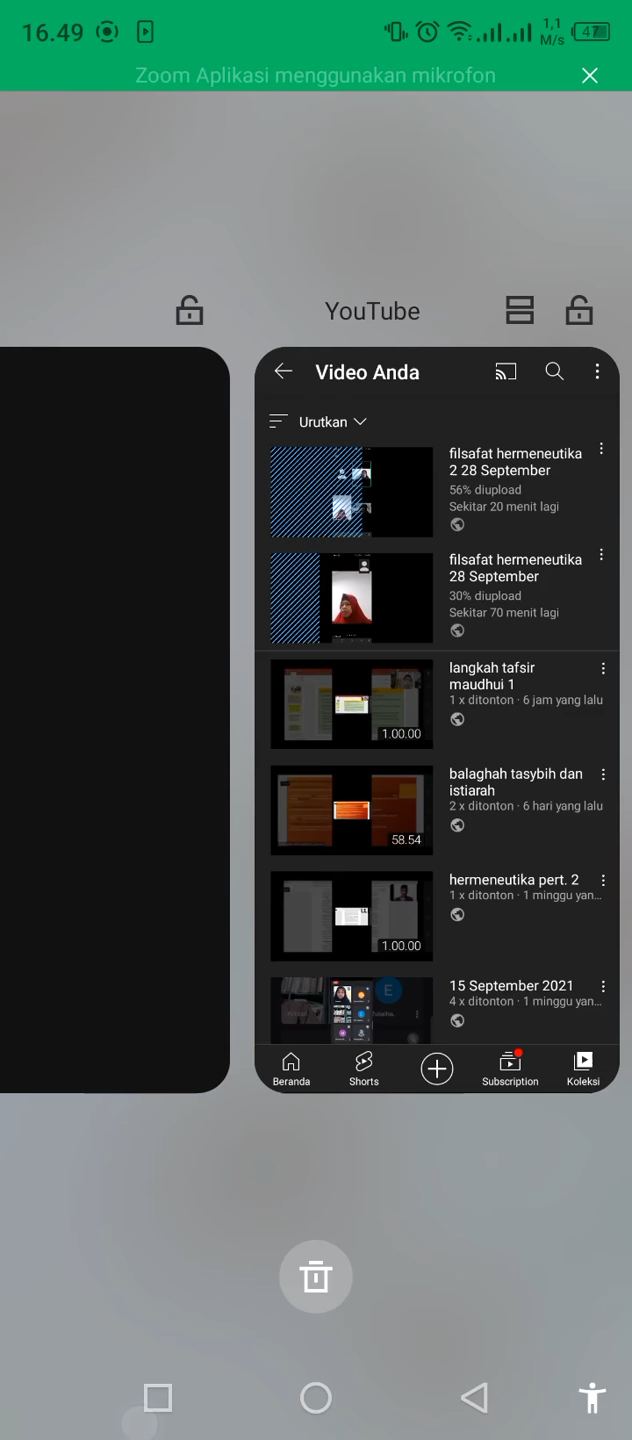 16.49
1,1
M/s
47
Zoom Aplikasi menggunakan mikrofon
YouTube
Video Anda
Urutkan
filsafat hermeneutika
2 28 September
56% diupload
Sekitar 20 menit lagi
filsafat hermeneutika
28 September
30% diupload
Sekitar 70 menit lagi
langkah tafsir
maudhui 1
1 x ditonton · 6 jam yang lalu
1.00.00
balaghah tasybih dan
istiarah
2 x ditonton · 6 hari yang lalu
58.54
hermeneutika pert. 2
1 x ditonton · 1 minggu yan...
1.00.00
15 September 2021
4 x ditonton · 1 minggu yan...
E
Beranda
Shorts
Subscription
Koleksi